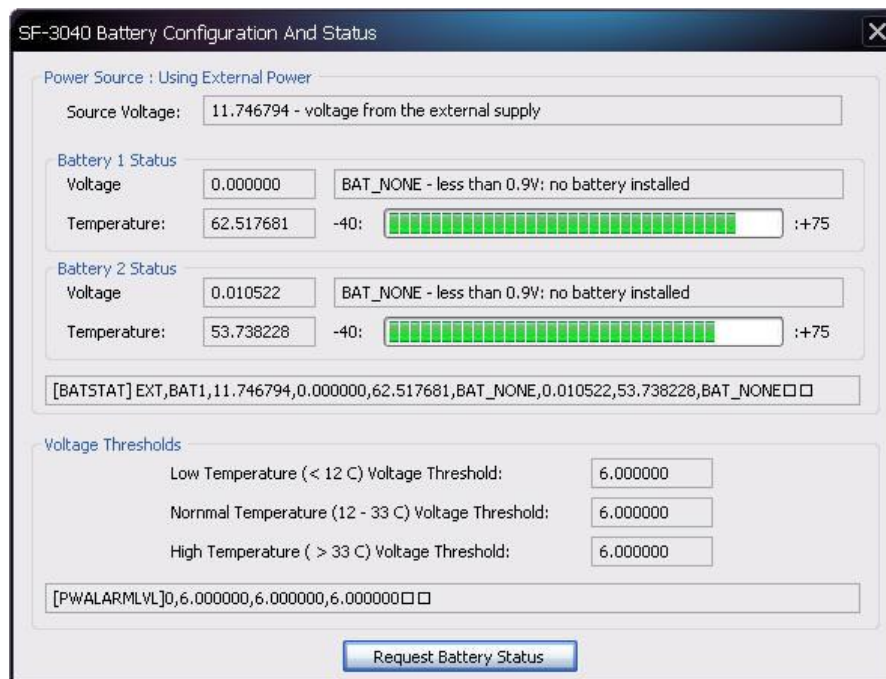 SF-3040 Battery Configuration And Status
Power Source : Using External Power
Source Voltage: 11.746794 - voltage from the external supply
Battery 1 Status
Voltage 0.000000 BAT_NONE - less than 0.9V: no battery installed
Temperature: 62.517681 -40: :+75
Battery 2 Status
Voltage 0.010522 BAT_NONE - less than 0.9V: no battery installed
Temperature: 53.738228 -40: :+75
[BATSTAT] EXT,BAT1,11.746794,0.000000,62.517681,BAT_NONE,0.010522,53.738228,BAT_NONE□□
Voltage Thresholds
Low Temperature (< 12 C) Voltage Threshold: 6.000000
Nornmal Temperature (12 - 33 C) Voltage Threshold: 6.000000
High Temperature ( > 33 C) Voltage Threshold: 6.000000
[PWALARMLVL]0,6.000000,6.000000,6.000000□□
Request Battery Status